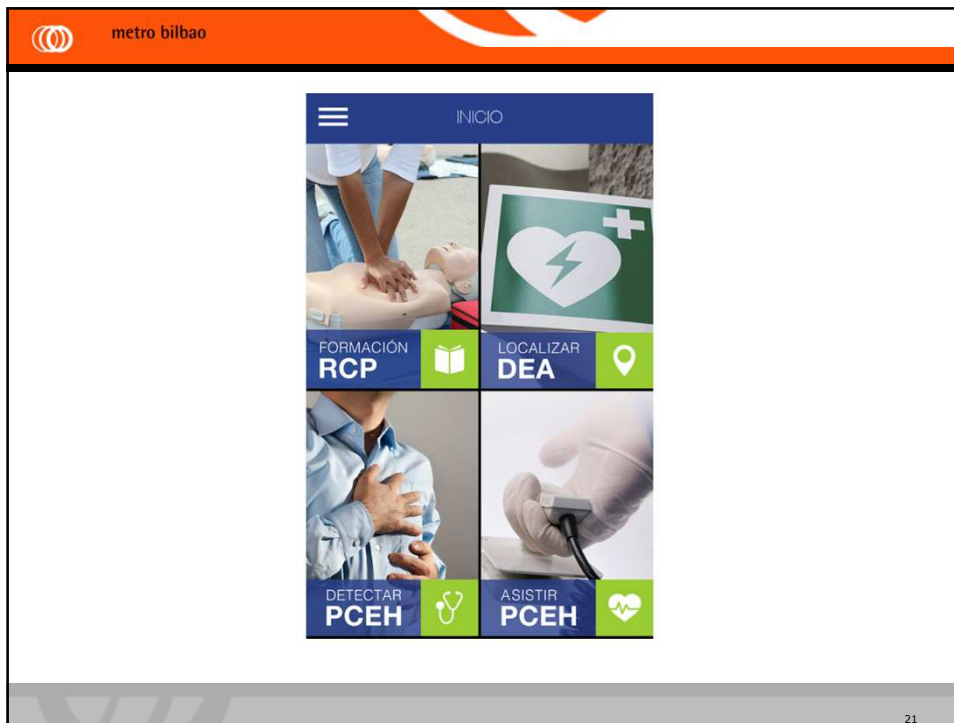 metro bilbao
INICIO
FORMACIÓN
RCP
LOCALIZAR
DEA
DETECTAR
PCEH
ASISTIR
PCEH
21